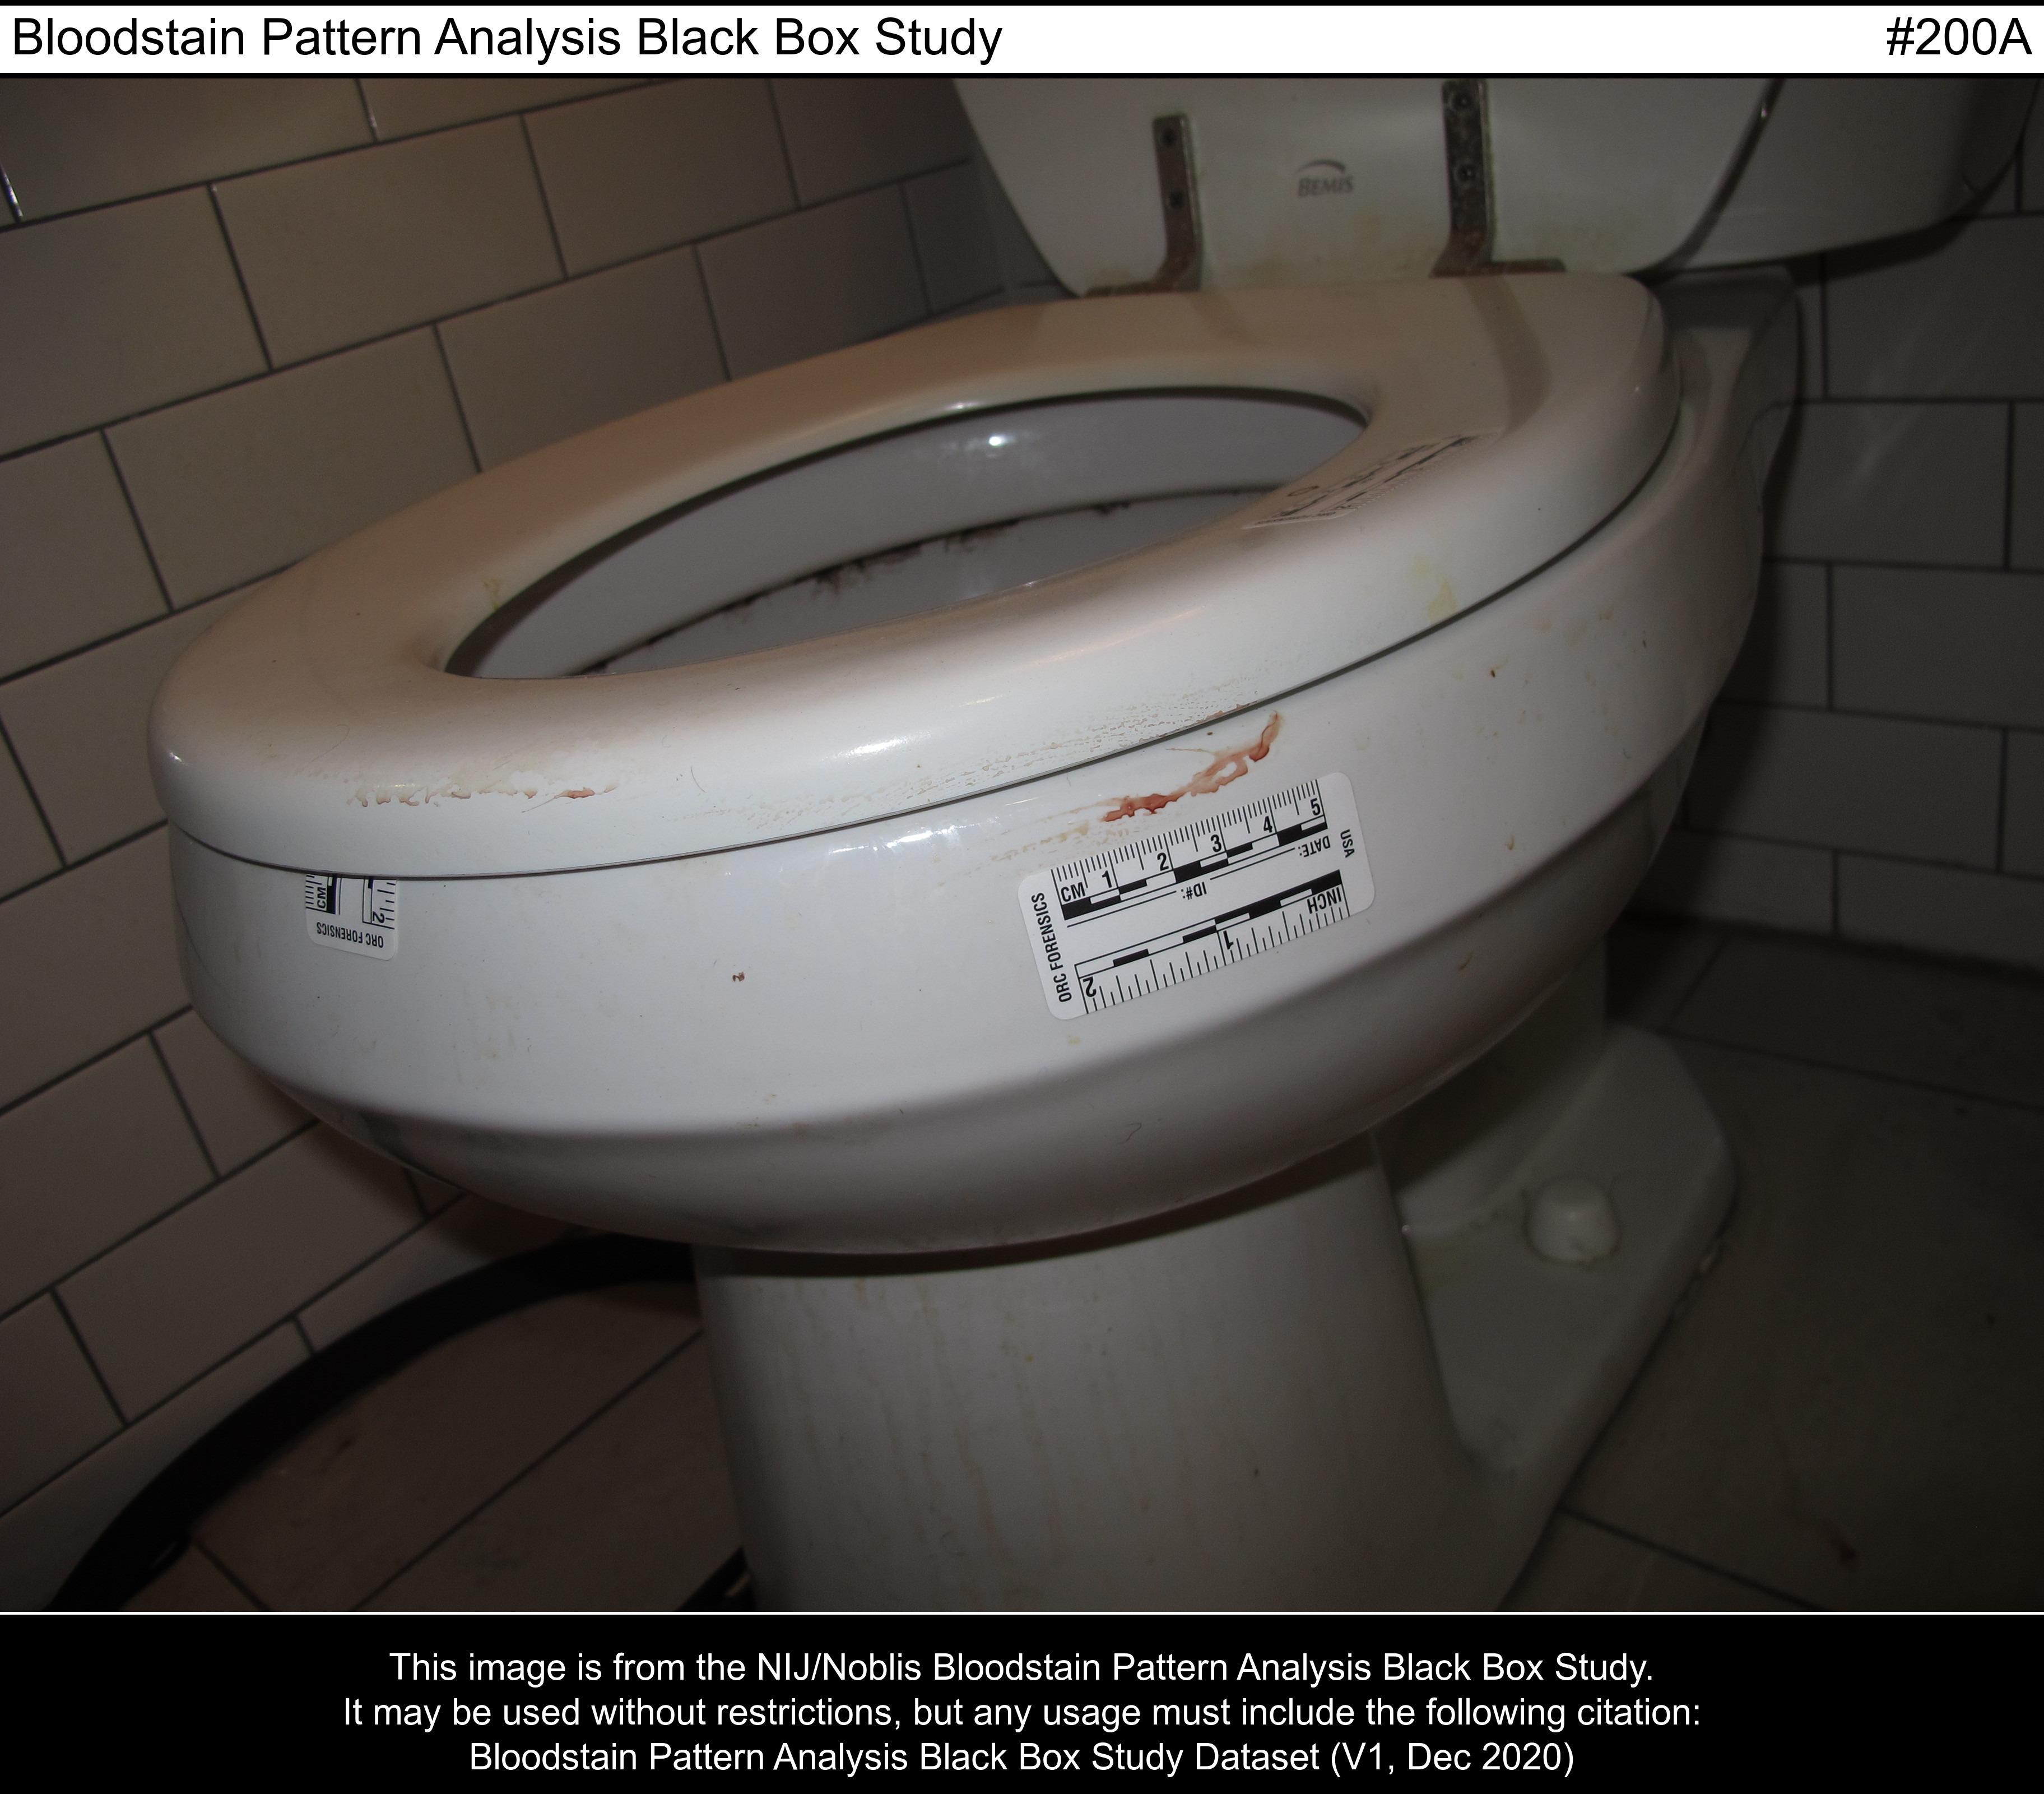 Bloodstain Pattern Analysis Black Box Study #200A
BEMIS
CM
2
ORC FORENSICS
CM 1 2 3 4 5
ID#:
DATE:
USA
ORC FORENSICS
INCH
1
2
This image is from the NIJ/Noblis Bloodstain Pattern Analysis Black Box Study.
It may be used without restrictions, but any usage must include the following citation:
Bloodstain Pattern Analysis Black Box Study Dataset (V1, Dec 2020)